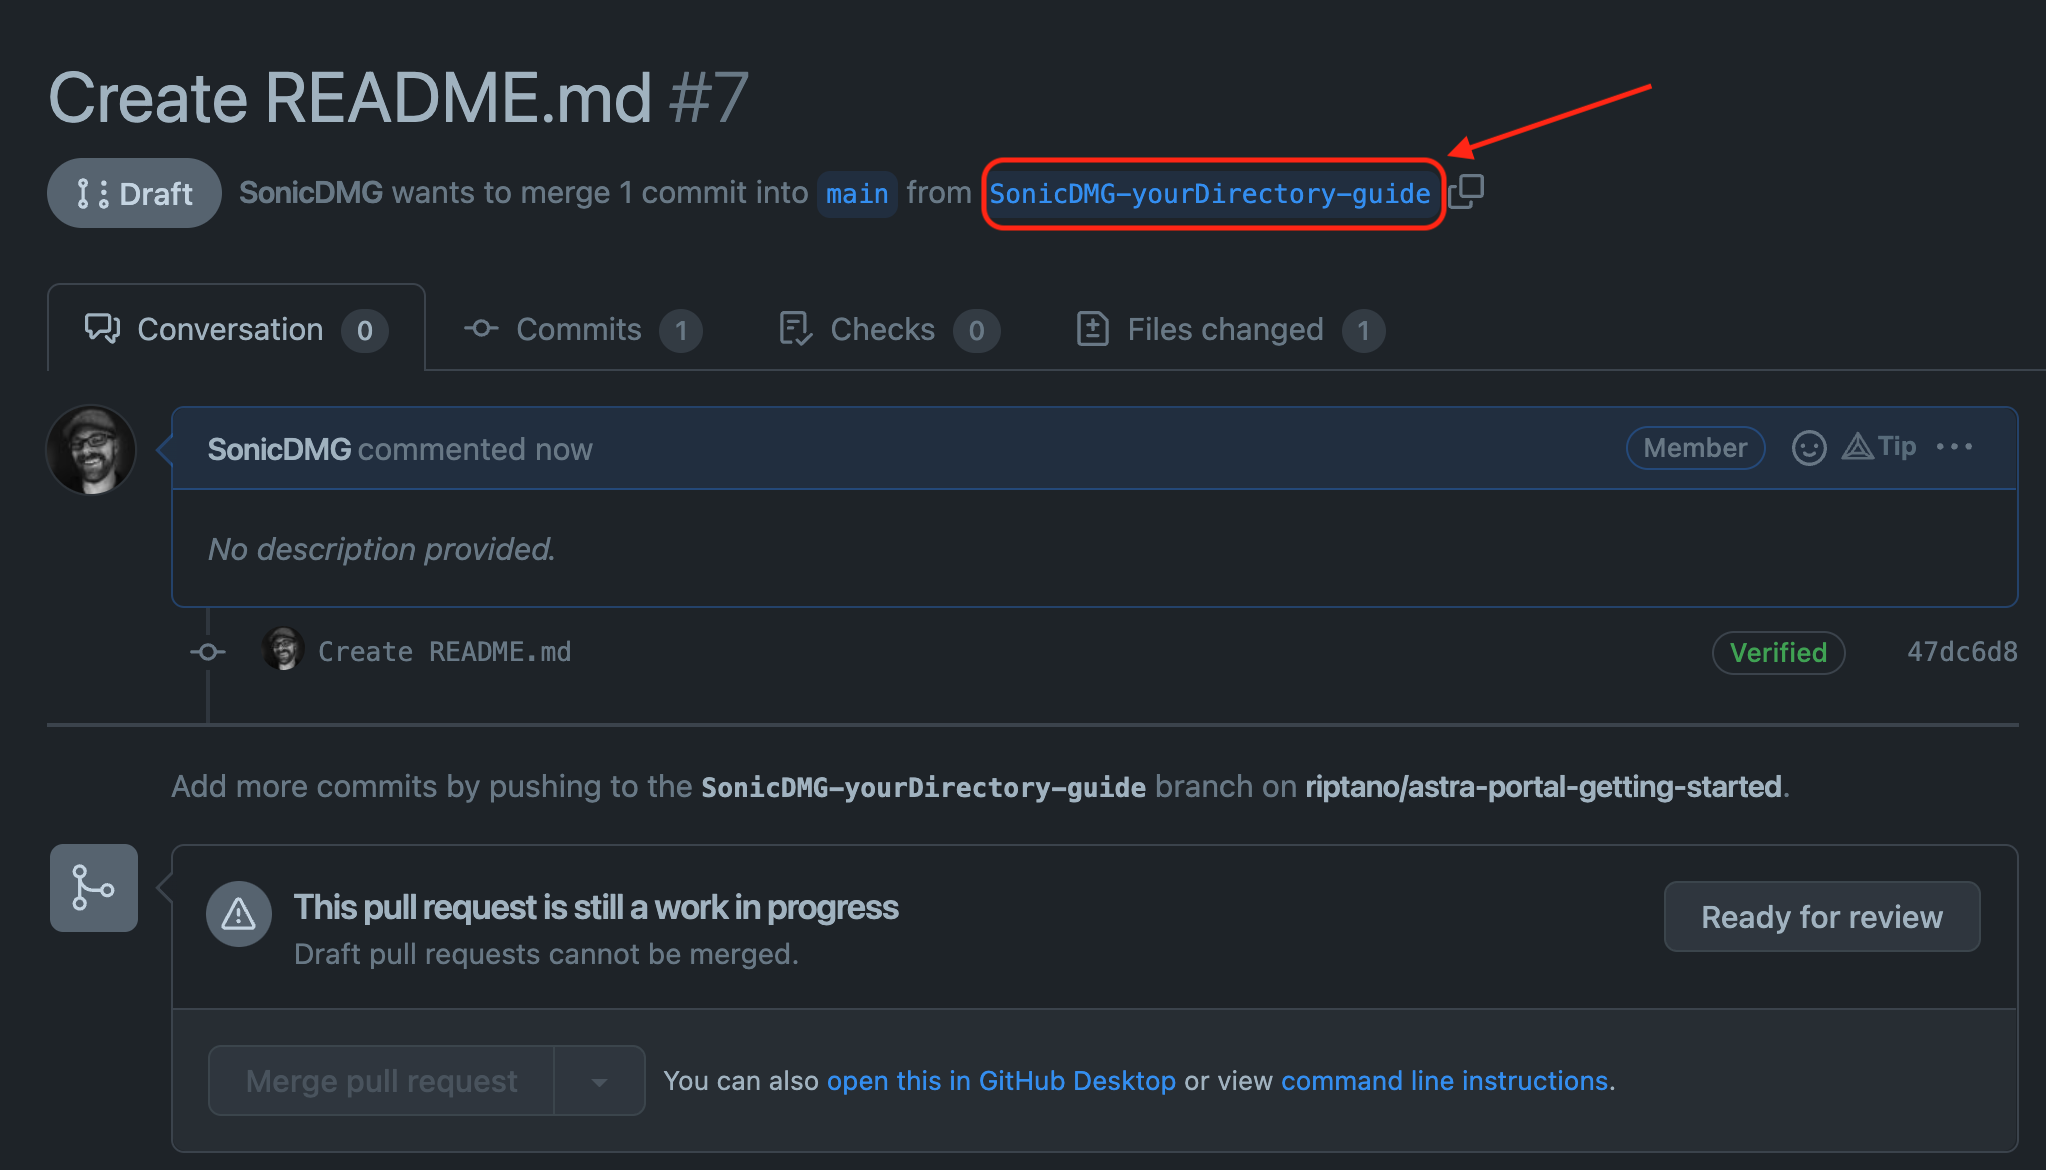 Create README.md #7
Draft SonicDMG wants to merge 1 commit into main from SonicDMG-yourDirectory-guide
Conversation 0 Commits 1 Checks 0 Files changed 1
SonicDMG commented now Member Tip
No description provided.
Create README.md Verified 47dc6d8
Add more commits by pushing to the SonicDMG-yourDirectory-guide branch on riptano/astra-portal-getting-started.
This pull request is still a work in progress
Ready for review
Draft pull requests cannot be merged.
Merge pull request You can also open this in GitHub Desktop or view command line instructions.